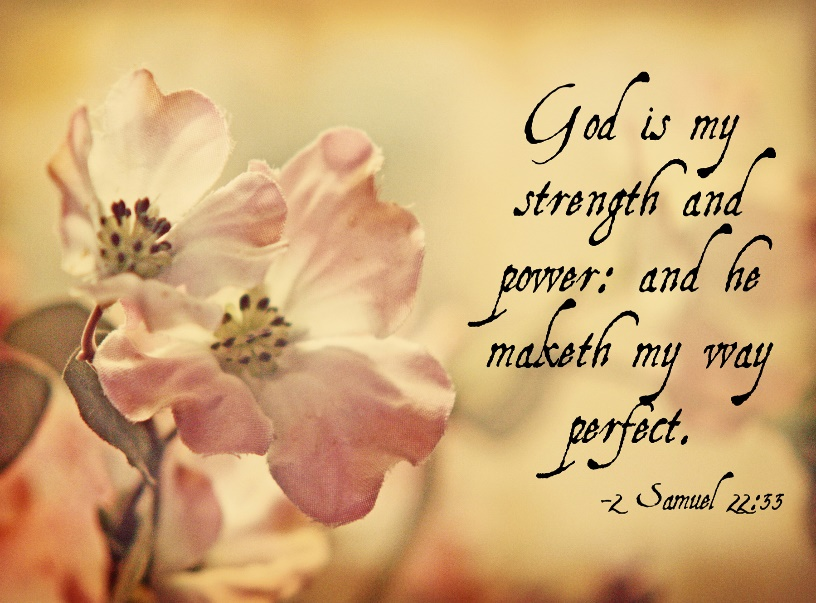 God is my
strength and
power: and he
maketh my way
perfect.
-2 Samuel 22:33